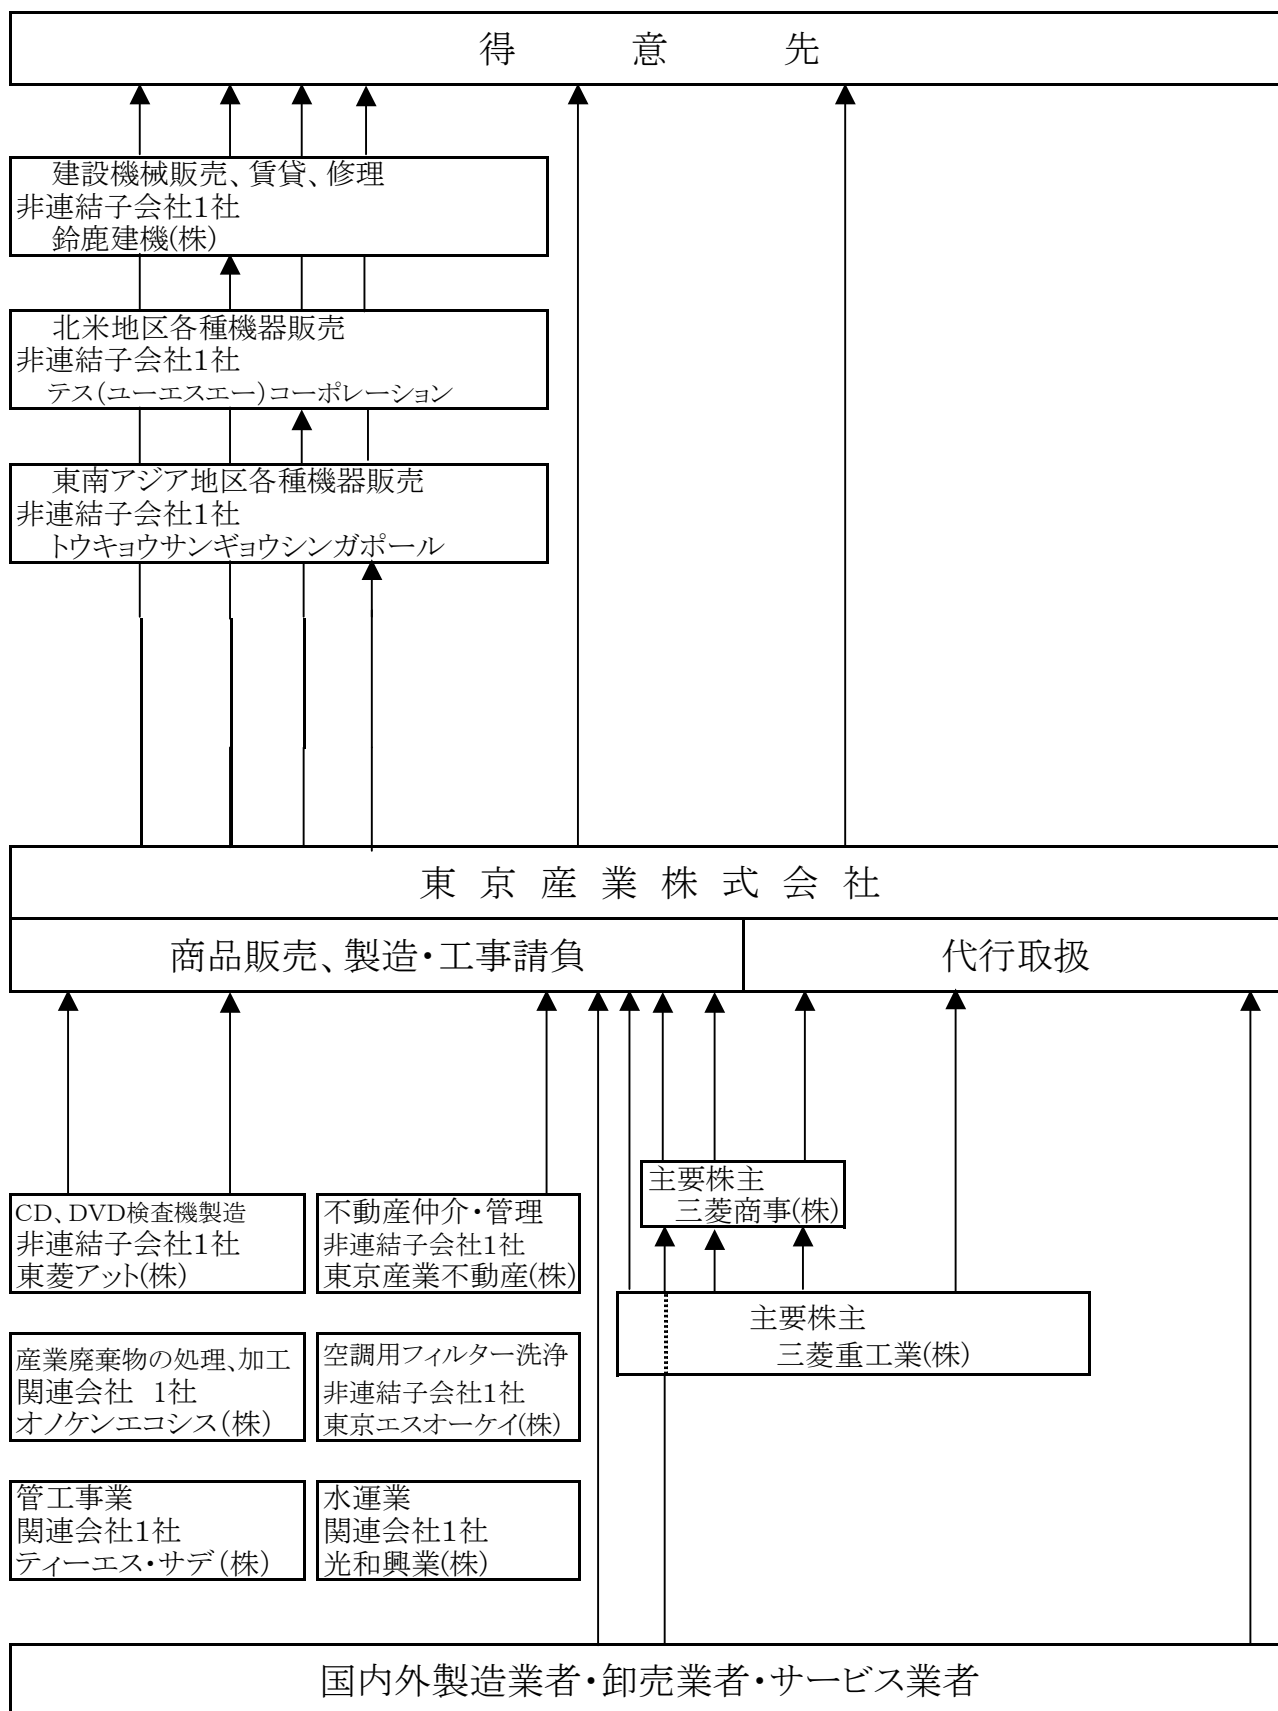 得 意 先
建設機械販売、賃貸、修理
非連結子会社1社
鈴鹿建機(株)
北米地区各種機器販売
非連結子会社1社
テス(ユーエスエー)コーポレーション
東南アジア地区各種機器販売
非連結子会社1社
トウキョウサンギョウシンガポール
東 京 産 業 株 式 会 社
商品販売、製造・工事請負
代行取扱
主要株主
三菱商事(株)
CD、DVD検査機製造
非連結子会社1社
東菱アット(株)
不動産仲介・管理
非連結子会社1社
東京産業不動産(株)
主要株主
三菱重工業(株)
産業廃棄物の処理、加工
関連会社 1社
オノケンエコシス(株)
空調用フィルター洗浄
非連結子会社1社
東京エスオーケイ(株)
管工事業
関連会社1社
ティーエス・サデ(株)
水運業
関連会社1社
光和興業(株)
国内外製造業者・卸売業者・サービス業者